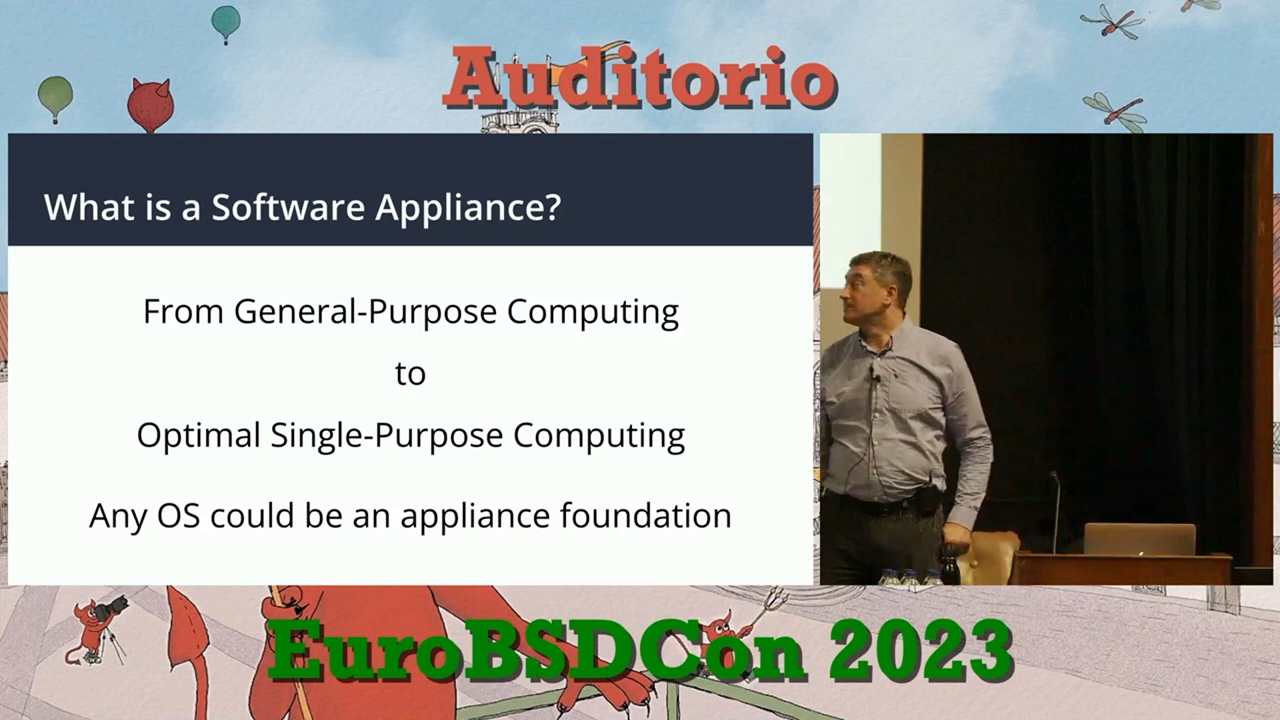 Auditorio
What is a Software Appliance?
From General-Purpose Computing
to
Optimal Single-Purpose Computing
Any OS could be an appliance foundation
EuroBSDCon 2023